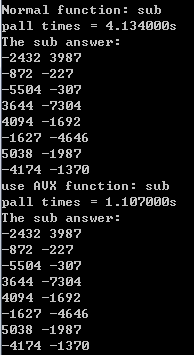 Normal function: sub
pall times = 4.134000s
The sub answer:
-2432 3987
-872 -227
-5504 -307
3644 -7304
4094 -1692
-1627 -4646
5038 -1987
-4174 -1370
use AVX function: sub
pall times = 1.107000s
The sub answer:
-2432 3987
-872 -227
-5504 -307
3644 -7304
4094 -1692
-1627 -4646
5038 -1987
-4174 -1370